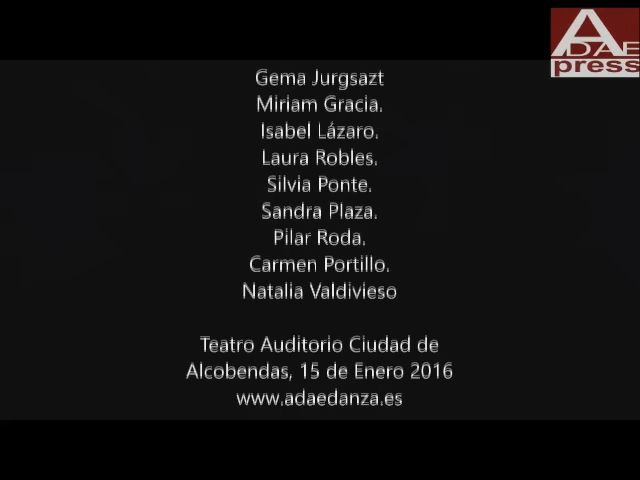 ADAE
press
Gema Jurgsazt
Miriam Gracia.
Isabel Lázaro.
Laura Robles.
Silvia Ponte.
Sandra Plaza.
Pilar Roda.
Carmen Portillo.
Natalia Valdivieso
Teatro Auditorio Ciudad de
Alcobendas, 15 de Enero 2016
www.adaedanza.es